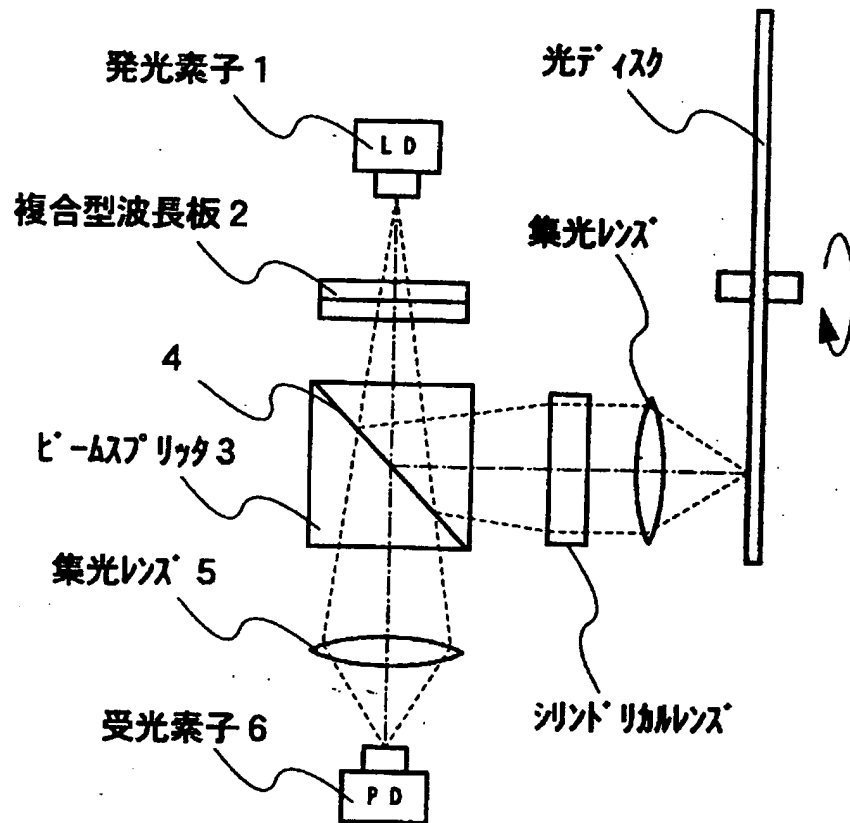 発光素子1
光ディスク
LD
複合型波長板2
集光レンズ
4
ビームスプリッタ3
集光レンズ5
シリンドリカルレンズ
受光素子6
PD